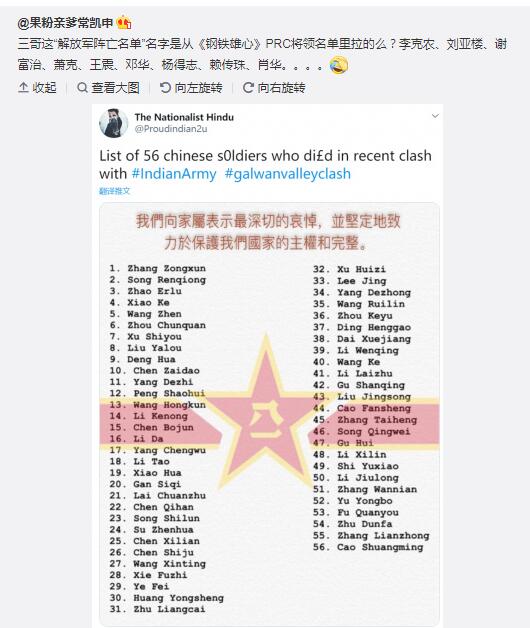 @果粉亲爹常凯申
三哥这“解放军阵亡名单”名字是从《钢铁雄心》PRC将领名单里拉的么？李克农、刘亚楼、谢
富治、萧克、王震、邓华、杨得志、赖传珠、肖华。。。。
收起 查看大图 向左旋转 向右旋转
The Nationalist Hindu
@Proudindian2u
List of 56 chinese s0ldiers who di£d in recent clash
with #IndianArmy #galwanvalleyclash
翻译推文
我們向家屬表示最深切的哀悼，並堅定地致
力於保護我們國家的主權和完整。
1. Zhang Zongxun
2. Song Renqiong
3. Zhao Erlu
4. Xiao Ke
5. Wang Zhen
6. Zhou Chunquan
7. Xu Shiyou
8. Liu Yalou
9. Deng Hua
10. Chen Zaidao
11. Yang Dezhi
12. Peng Shaohui
13. Wang Hongkun
14. Li Kenong
15. Chen Bojun
16. Li Da
17. Yang Chengwu
18. Li Tao
19. Xiao Hua
20. Gan Siqi
21. Lai Chuanzhu
22. Chen Qihan
23. Song Shilun
24. Su Zhenhua
25. Chen Xilian
26. Chen Shiju
27. Wang Xinting
28. Xie Fuzhi
29. Ye Fei
30. Huang Yongsheng
31. Zhu Liangcai
32. Xu Huizi
33. Lee Jing
34. Yang Dezhong
35. Wang Ruilin
36. Zhou Keyu
37. Ding Henggao
38. Dai Xuejiang
39. Li Wenqing
40. Wang Ke
41. Li Laizhu
42. Gu Shanqing
43. Liu Jingsong
44. Cao Fansheng
45. Zhang Taiheng
46. Song Qingwei
47. Gu Hui
48. Li Xilin
49. Shi Yuxiao
50. Li Jiulong
51. Zhang Wannian
52. Yu Yongbo
53. Fu Quanyou
54. Zhu Dunfa
55. Zhang Lianzhong
56. Cao Shuangming
八一